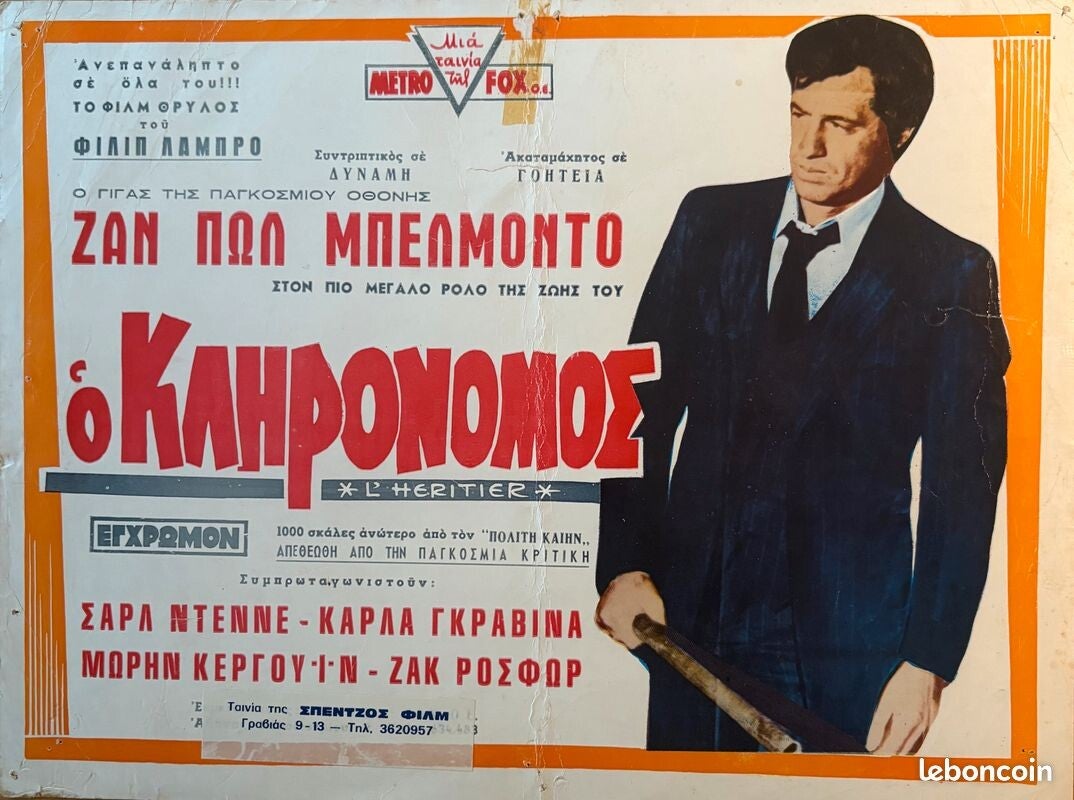 Ἀνεπανάληπτο
σὲ ὅλα του!!!
ΤΟ ΦΙΛΜ ΘΡΥΛΟΣ
τοῦ
ΦΙΛΙΠ ΛΑΜΠΡΟ
Μιά
ταινία
τῆς
METRO FOX O.E.
Συντριπτικὸς σὲ
ΔΥΝΑΜΗ
Ἀκαταμάχητος σὲ
ΓΟΗΤΕΙΑ
Ο ΓΙΓΑΣ ΤΗΣ ΠΑΓΚΟΣΜΙΟΥ ΟΘΟΝΗΣ
ΖΑΝ ΠΩΛ ΜΠΕΛΜΟΝΤΟ
ΣΤΟΝ ΠΙΟ ΜΕΓΑΛΟ ΡΟΛΟ ΤΗΣ ΖΩΗΣ ΤΟΥ
ὁ ΚΛΗΡΟΝΟΜΟΣ
* L'HERITIER *
ΕΓΧΡΩΜΟΝ
1000 σκάλες ἀνώτερο ἀπὸ τὸν "ΠΟΛΙΤΗ ΚΑΙΗΝ,,
ΑΠΕΘΕΩΘΗ ΑΠΟ ΤΗΝ ΠΑΓΚΟΣΜΙΑ ΚΡΙΤΙΚΗ
Συμπρωταγωνιστοῦν:
ΣΑΡΛ ΝΤΕΝΝΕ - ΚΑΡΛΑ ΓΚΡΑΒΙΝΑ
ΜΩΡΗΝ ΚΕΡΓΟΥ·Ι·Ν - ΖΑΚ ΡΟΣΦΩΡ
Ταινία της ΣΠΕΝΤΖΟΣ ΦΙΛΜ
Γραβιάς 9-13 — Τηλ. 3620957
leboncoin